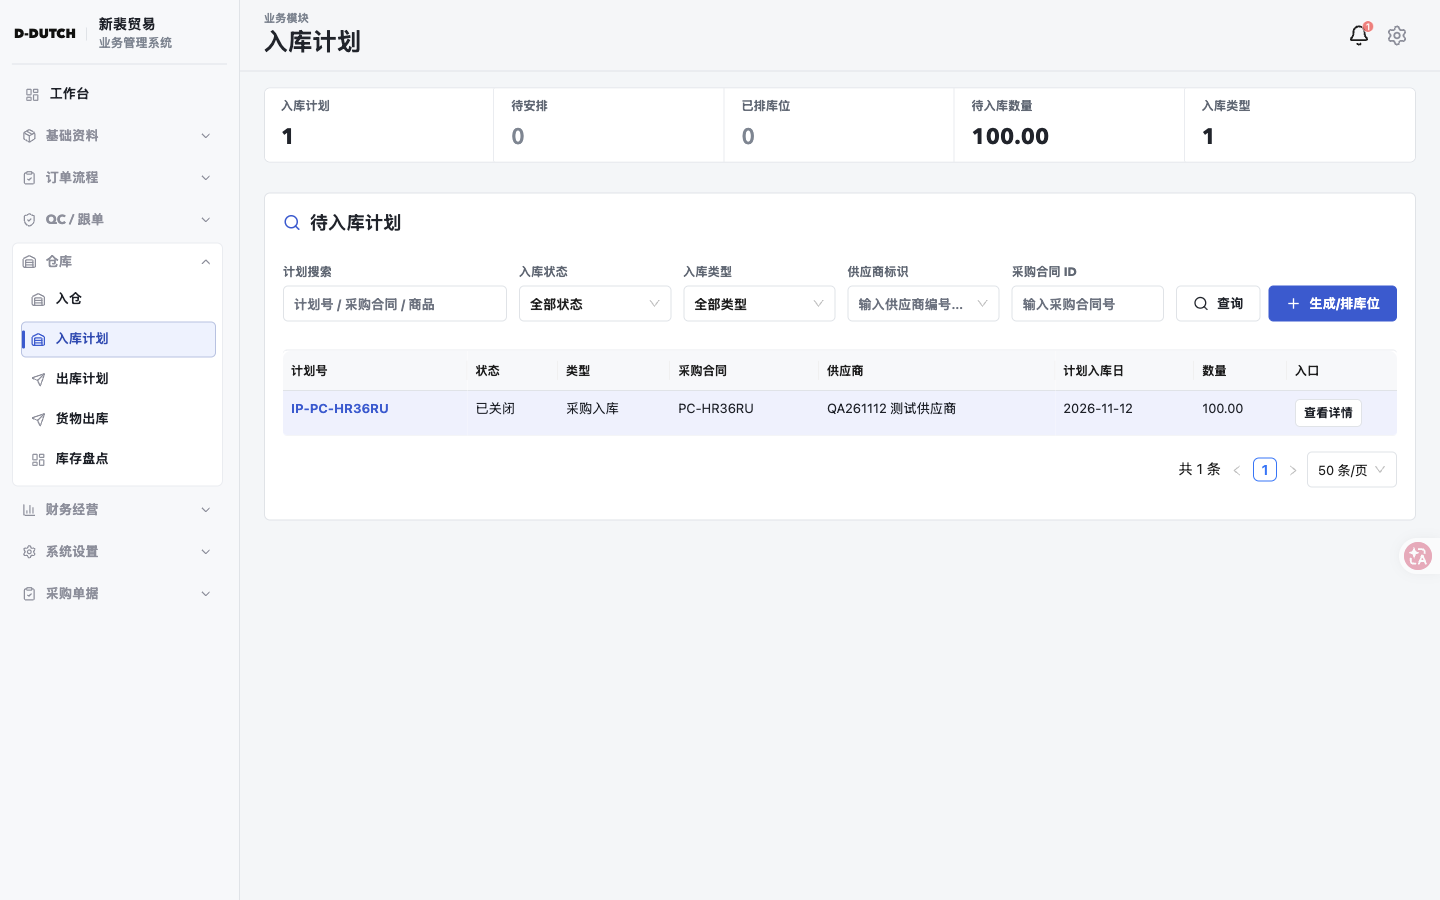 D-DUTCH
新裴贸易
业务管理系统
工作台
基础资料
订单流程
QC / 跟单
仓库
入仓
入库计划
出库计划
货物出库
库存盘点
财务经营
系统设置
采购单据
业务模块
入库计划
1
入库计划
1
待安排
0
已排库位
0
待入库数量
100.00
入库类型
1
待入库计划
计划搜索
计划号 / 采购合同 / 商品
入库状态
全部状态
入库类型
全部类型
供应商标识
输入供应商编号...
采购合同 ID
输入采购合同号
查询
生成/排库位
计划号 状态 类型 采购合同 供应商 计划入库日 数量 入口
IP-PC-HR36RU 已关闭 采购入库 PC-HR36RU QA261112 测试供应商 2026-11-12 100.00 查看详情
共 1 条 1 50 条/页